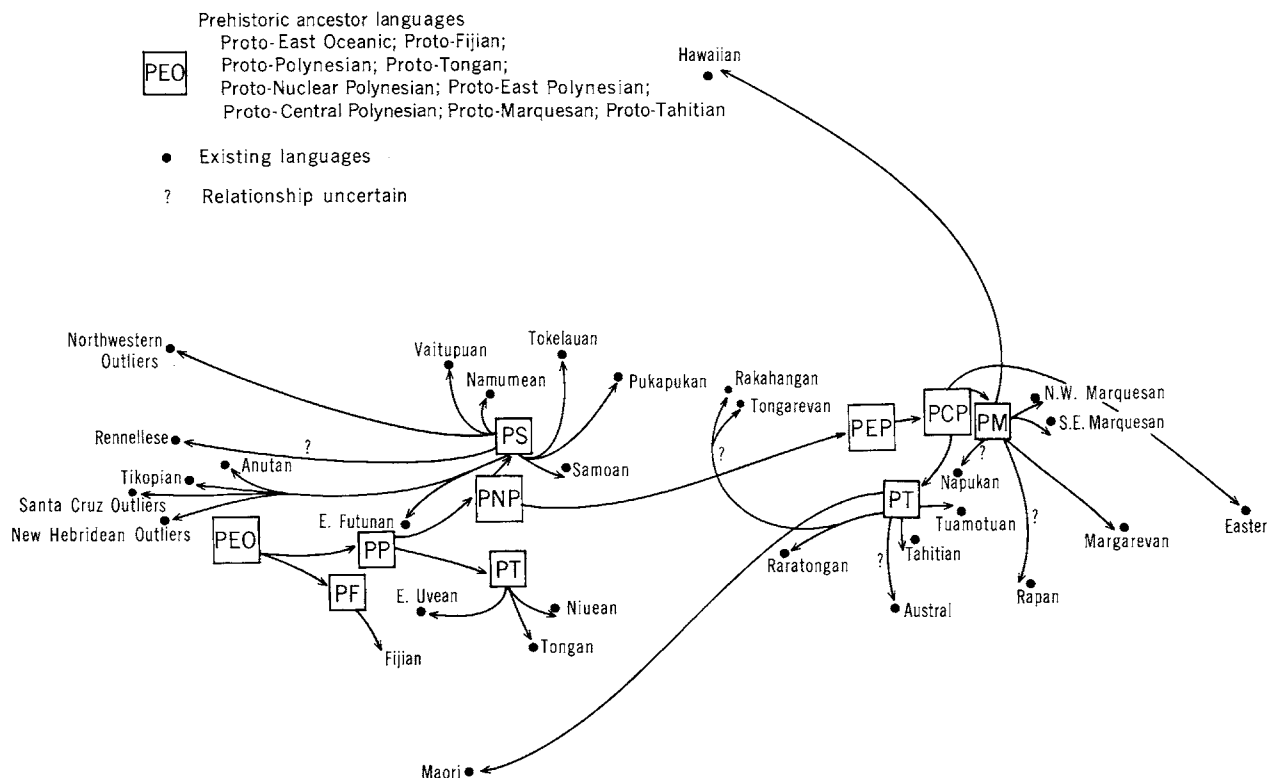 Prehistoric ancestor languages
Proto-East Oceanic; Proto-Fijian;
PEO
Proto-Polynesian; Proto-Tongan;
Proto-Nuclear Polynesian; Proto-East Polynesian;
Proto-Central Polynesian; Proto-Marquesan; Proto-Tahitian
Existing languages
? Relationship uncertain
Hawaiian
Northwestern
Outliers
Vaitupuan
Tokelauan
Namumean
Pukapukan
Rakahangan
Tongarevan
N.W. Marquesan
S.E. Marquesan
PCP
PM
PEP
PS
Rennellese
?
Anutan
Samoan
?
?
Tikopian
Santa Cruz Outliers
New Hebridean Outliers
PNP
Napukan
PT
E. Futunan
Tuamotuan
?
Easter
PEO
PP
Tahitian
Margarevan
PT
Raratongan
?
PF
E. Uvean
Niuean
Austral
Rapan
Tongan
Fijian
Maori